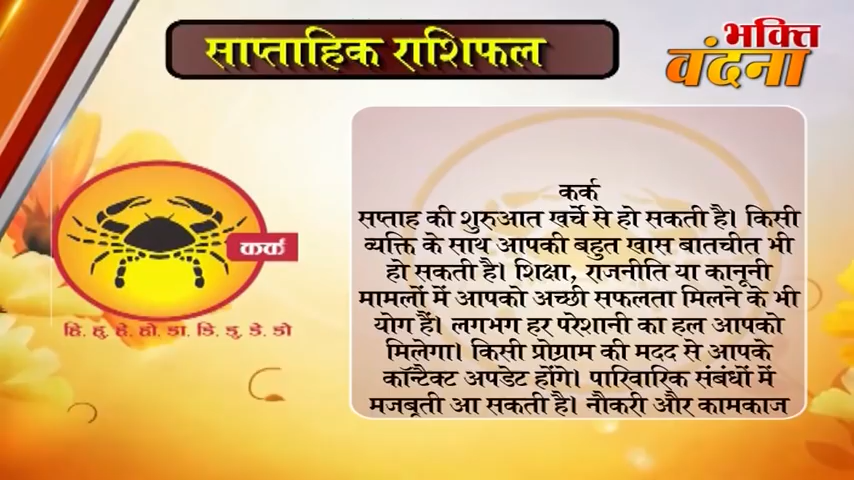 साप्ताहिक राशिफल
भक्ति
वंदना
कर्क
हि. हु. हे. हो. डा. डि. डु. डे. डो
कर्क
सप्ताह की शुरुआत खर्चे से हो सकती है। किसी
व्यक्ति के साथ आपकी बहुत खास बातचीत भी
हो सकती है। शिक्षा, राजनीति या कानूनी
मामलों में आपको अच्छी सफलता मिलने के भी
योग हैं। लगभग हर परेशानी का हल आपको
मिलेगा। किसी प्रोग्राम की मदद से आपके
कॉन्टैक्ट अपडेट होंगे। पारिवारिक संबंधों में
मजबूती आ सकती है। नौकरी और कामकाज